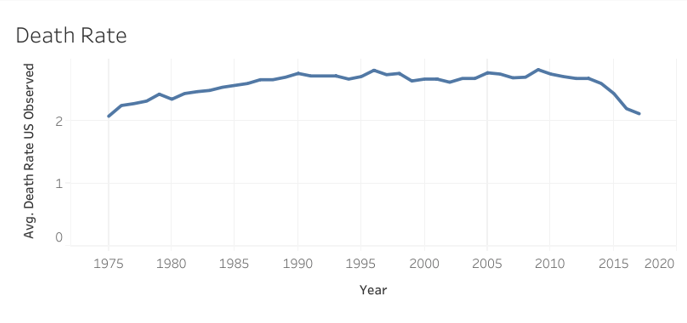 Death Rate
Avg. Death Rate US Observed
2
1
0
1975 1980 1985 1990 1995 2000 2005 2010 2015 2020
Year